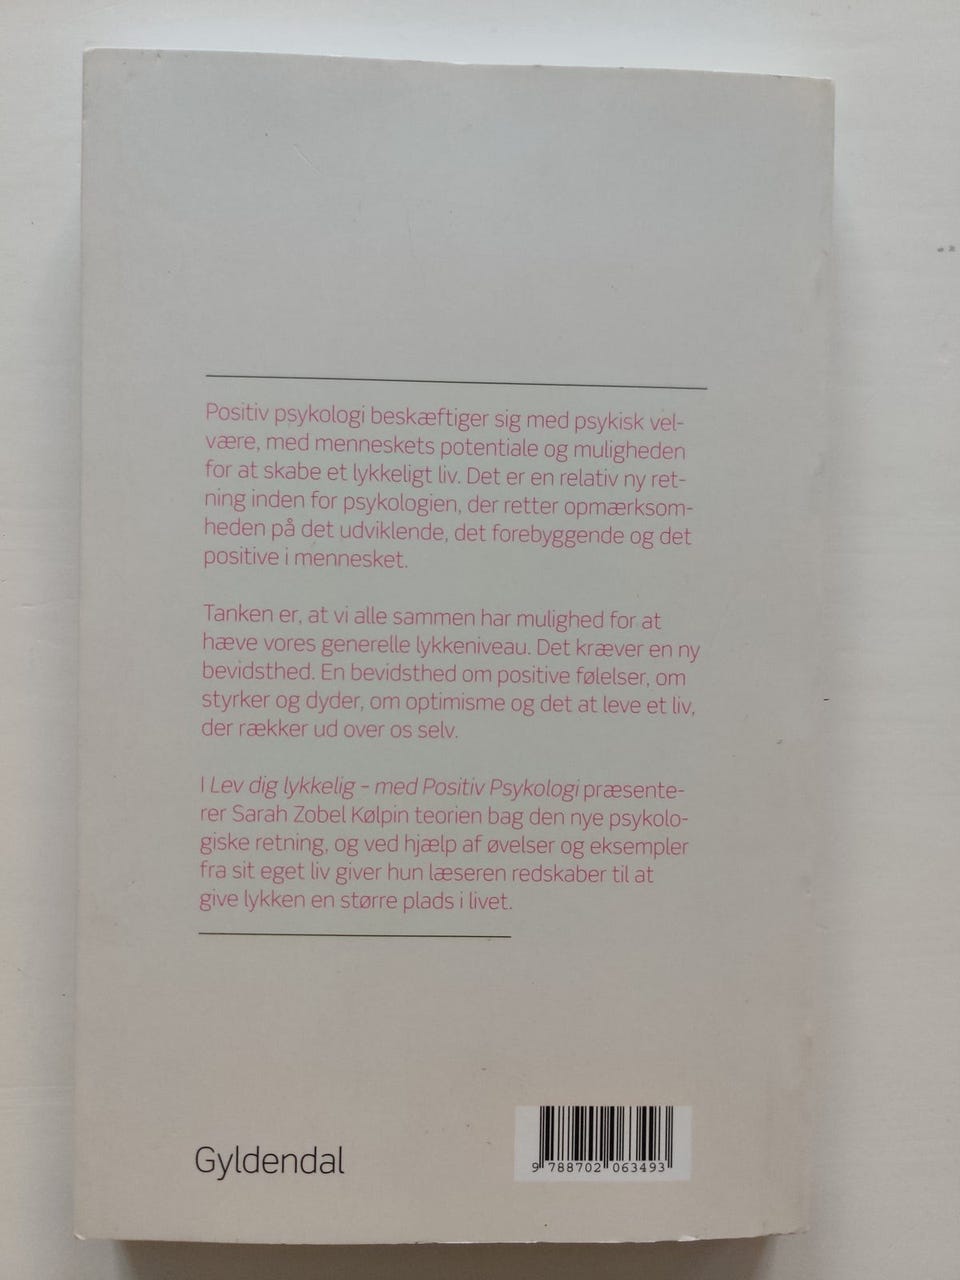 Positiv psykologi beskæftiger sig med psykisk vel-
være, med menneskets potentiale og muligheden
for at skabe et lykkeligt liv. Det er en relativ ny ret-
ning inden for psykologien, der retter opmærksom-
heden på det udviklende, det forebyggende og det
positive i mennesket.
Tanken er, at vi alle sammen har mulighed for at
hæve vores generelle lykkeniveau. Det kræver en ny
bevidsthed. En bevidsthed om positive følelser, om
styrker og dyder, om optimisme og det at leve et liv,
der rækker ud over os selv.
I Lev dig lykkelig – med Positiv Psykologi præsente-
rer Sarah Zobel Kølpin teorien bag den nye psykolo-
giske retning, og ved hjælp af øvelser og eksempler
fra sit eget liv giver hun læseren redskaber til at
give lykken en større plads i livet.
Gyldendal
9 788702 063493